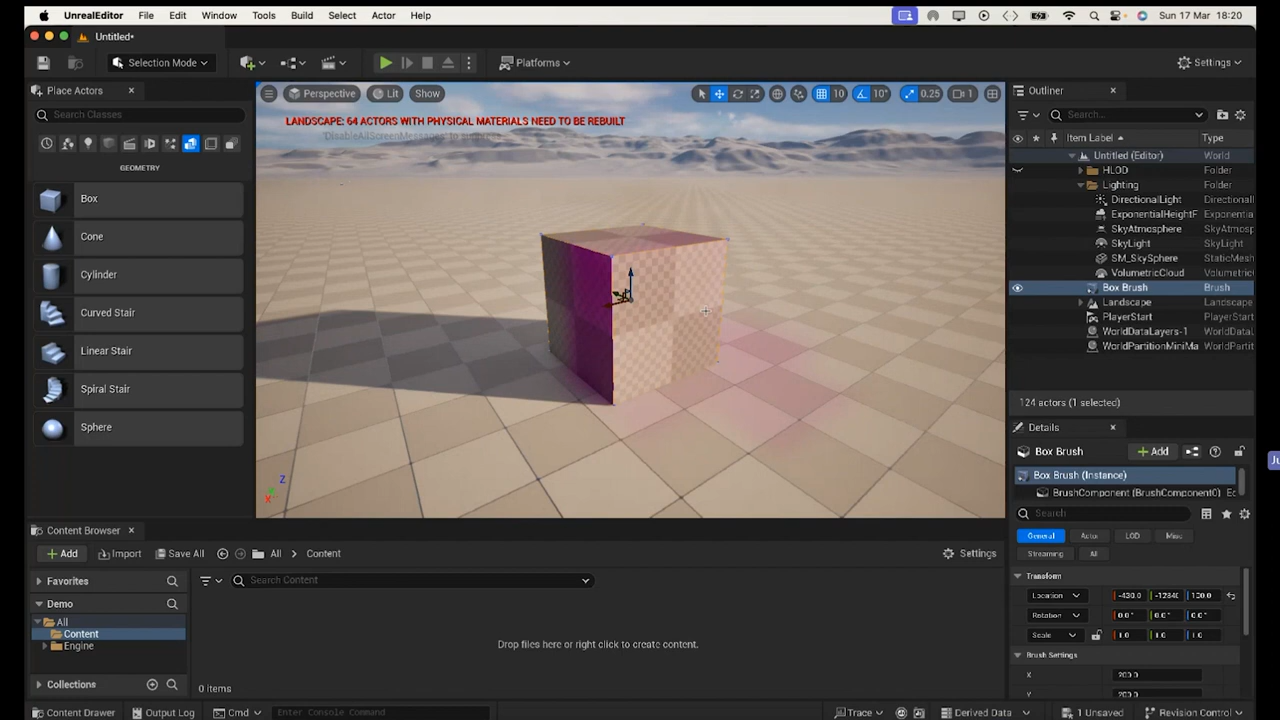 UnrealEditor File Edit Window Tools Build Select Actor Help Sun 17 Mar 18:20
Untitled*
Selection Mode Platforms Settings
Place Actors
Search Classes
GEOMETRY
Box
Cone
Cylinder
Curved Stair
Linear Stair
Spiral Stair
Sphere
Perspective Lit Show 10 10° 0.25 1
LANDSCAPE: 64 ACTORS WITH PHYSICAL MATERIALS NEED TO BE REBUILT
Z
X
Outliner
Search...
Item Label Type
Untitled (Editor) World
HLOD Folder
Lighting Folder
DirectionalLight Directional
ExponentialHeightF Exponentia
SkyAtmosphere SkyAtmosp
SkyLight SkyLight
SM_SkySphere StaticMesh
VolumetricCloud Volumetric
Box Brush Brush
Landscape Landscape
PlayerStart PlayerStart
WorldDataLayers-1 WorldData
WorldPartitionMiniMa WorldPartit
124 actors (1 selected)
Details
Box Brush Add
Box Brush (Instance)
BrushComponent (BrushComponent0)
Search
General Actor LOD Misc
Streaming All
Transform
Location
Rotation 0.0° 0.0° 0.0°
Scale 1.0 1.0 1.0
Brush Settings
X 200.0
Y 200.0
Content Browser
Add Import Save All All Content Settings
Favorites
Demo
All
Content
Engine
Collections
Search Content
Drop files here or right click to create content.
0 items
Content Drawer Output Log Cmd Enter Console Command Trace Derived Data 1 Unsaved Revision Control